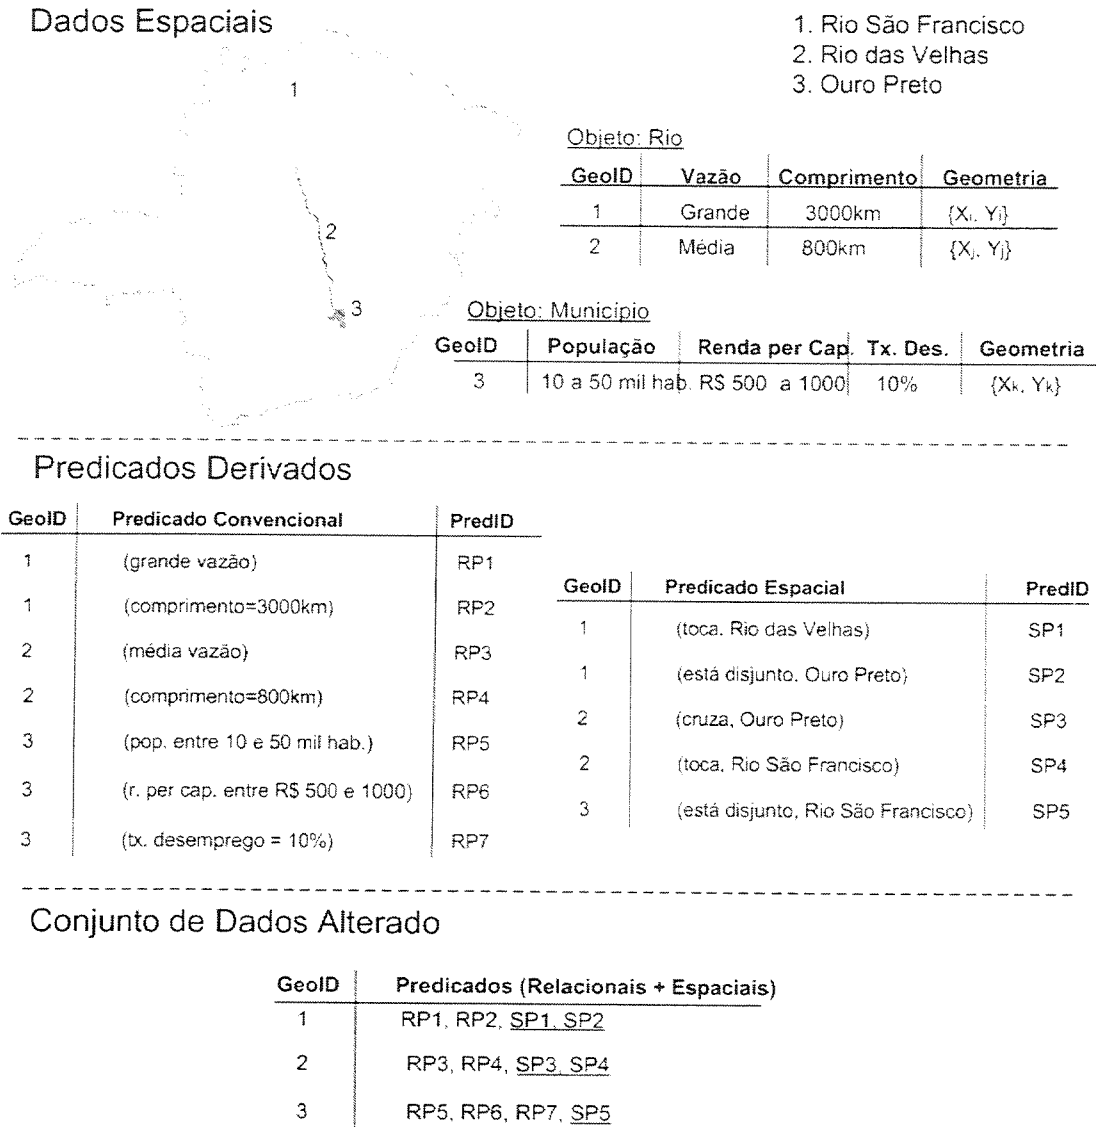 Dados Espaciais
1. Rio São Francisco
2. Rio das Velhas
3. Ouro Preto
1
2
3
Objeto: Rio
GeoID Vazão Comprimento Geometria
1 Grande 3000km {Xi, Yi}
2 Média 800km {Xj, Yj}
Objeto: Município
GeoID População Renda per Cap. Tx. Des. Geometria
3 10 a 50 mil hab. R$ 500 a 1000 10% {Xk, Yk}
Predicados Derivados
GeoID Predicado Convencional PredID
1 (grande vazão) RP1
1 (comprimento=3000km) RP2
2 (média vazão) RP3
2 (comprimento=800km) RP4
3 (pop. entre 10 e 50 mil hab.) RP5
3 (r. per cap. entre R$ 500 e 1000) RP6
3 (tx. desemprego = 10%) RP7
GeoID Predicado Espacial PredID
1 (toca, Rio das Velhas) SP1
1 (está disjunto, Ouro Preto) SP2
2 (cruza, Ouro Preto) SP3
2 (toca, Rio São Francisco) SP4
3 (está disjunto, Rio São Francisco) SP5
Conjunto de Dados Alterado
GeoID Predicados (Relacionais + Espaciais)
1 RP1, RP2, SP1, SP2
2 RP3, RP4, SP3, SP4
3 RP5, RP6, RP7, SP5